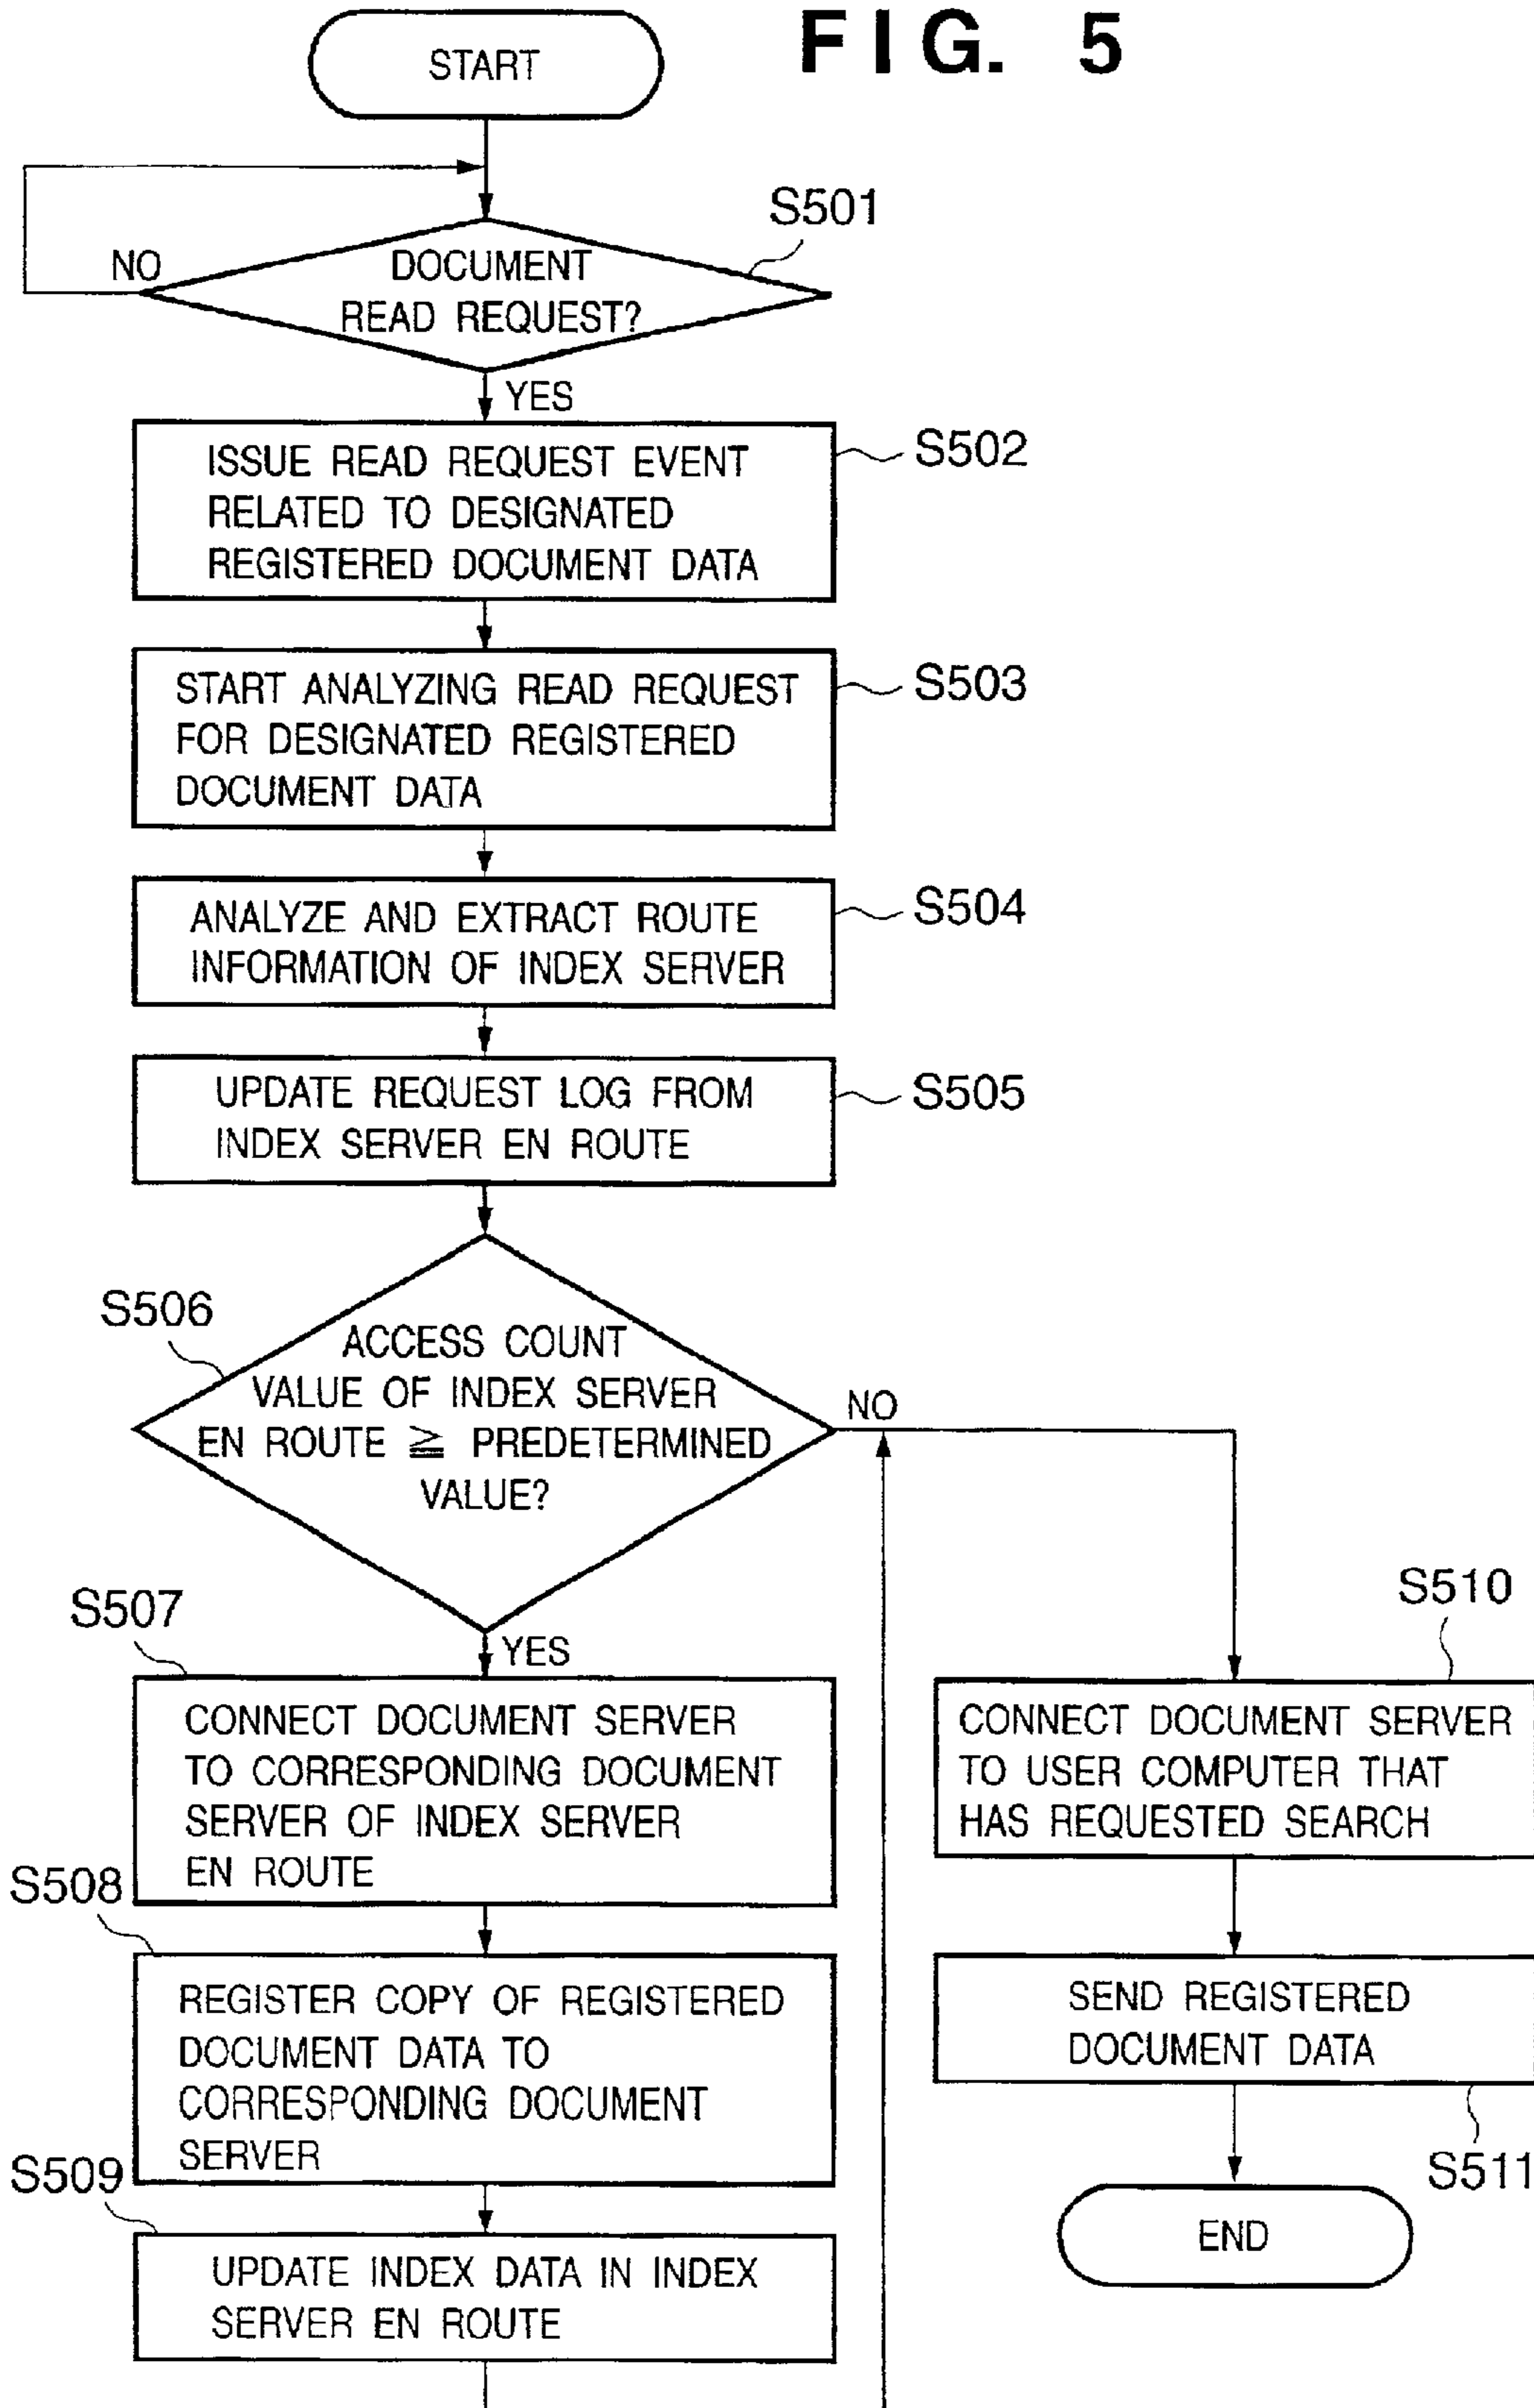 FIG. 5
START
S501
NO
DOCUMENT
READ REQUEST?
YES
ISSUE READ REQUEST EVENT
RELATED TO DESIGNATED
REGISTERED DOCUMENT DATA
S502
START ANALYZING READ REQUEST
FOR DESIGNATED REGISTERED
DOCUMENT DATA
S503
ANALYZE AND EXTRACT ROUTE
INFORMATION OF INDEX SERVER
S504
UPDATE REQUEST LOG FROM
INDEX SERVER EN ROUTE
S505
S506
ACCESS COUNT
VALUE OF INDEX SERVER
EN ROUTE ≧ PREDETERMINED
VALUE?
NO
YES
S507
CONNECT DOCUMENT SERVER
TO CORRESPONDING DOCUMENT
SERVER OF INDEX SERVER
EN ROUTE
S508
REGISTER COPY OF REGISTERED
DOCUMENT DATA TO
CORRESPONDING DOCUMENT
SERVER
S509
UPDATE INDEX DATA IN INDEX
SERVER EN ROUTE
S510
CONNECT DOCUMENT SERVER
TO USER COMPUTER THAT
HAS REQUESTED SEARCH
SEND REGISTERED
DOCUMENT DATA
S511
END